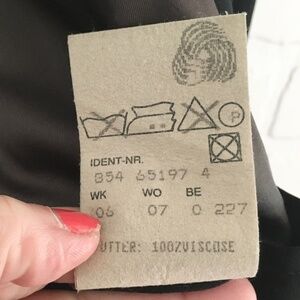 P
IDENT-NR.
854 65197 4
WK WO BE
06 07 0 227
FUTTER: 100%VISCOSE